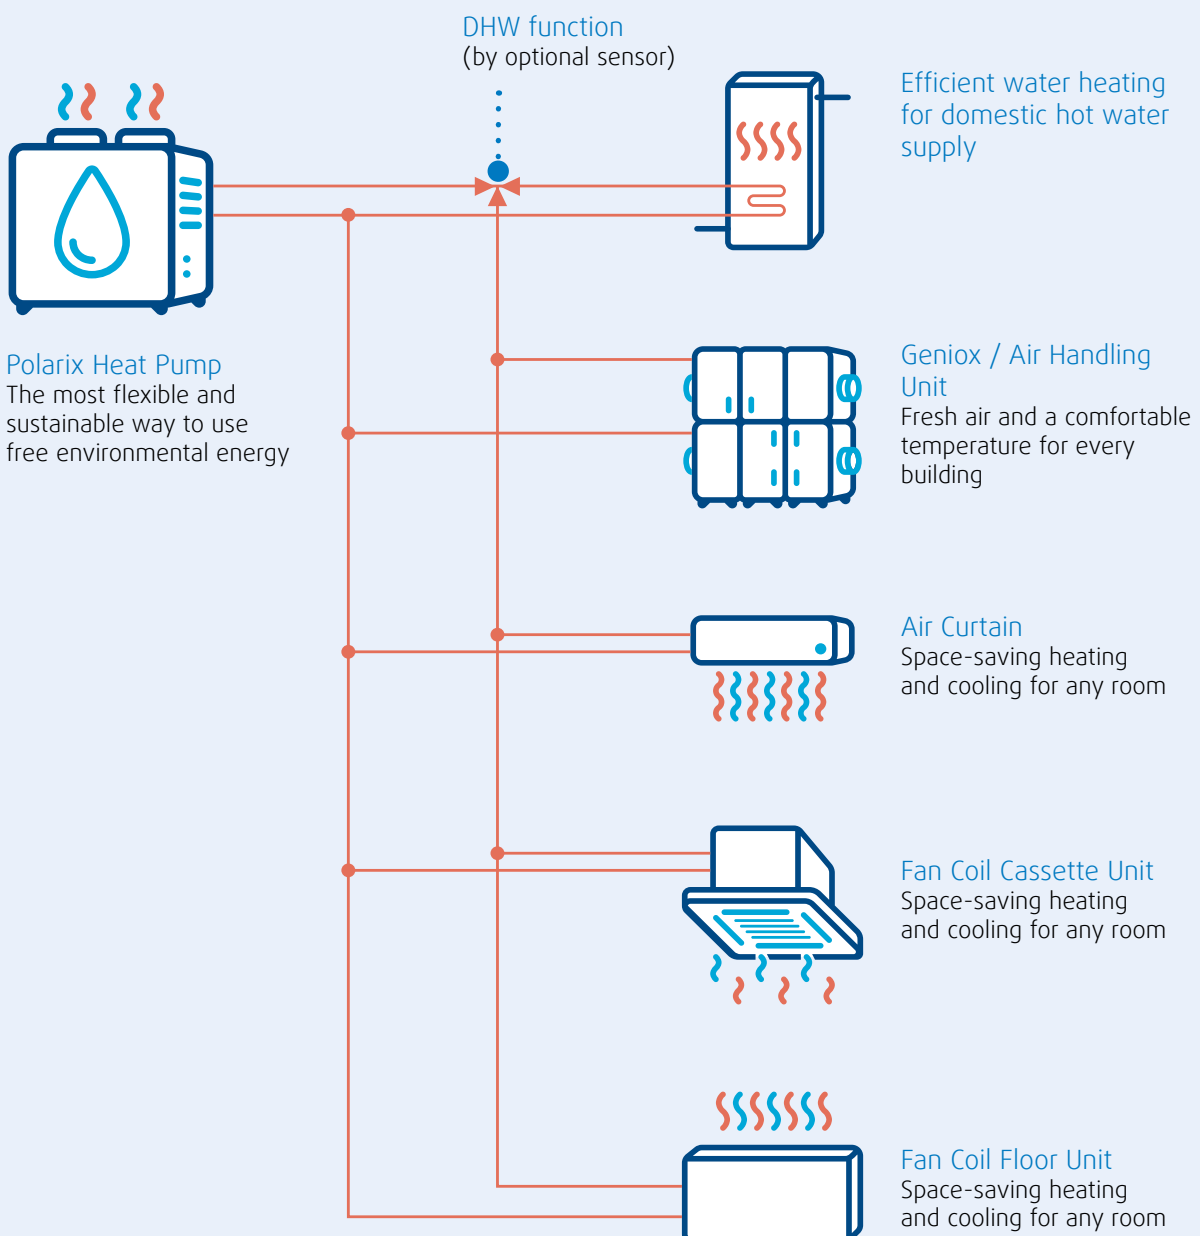 DHW function
(by optional sensor)
Efficient water heating
for domestic hot water
supply
Polarix Heat Pump
The most flexible and
sustainable way to use
free environmental energy
Geniox / Air Handling
Unit
Fresh air and a comfortable
temperature for every
building
Air Curtain
Space-saving heating
and cooling for any room
Fan Coil Cassette Unit
Space-saving heating
and cooling for any room
Fan Coil Floor Unit
Space-saving heating
and cooling for any room